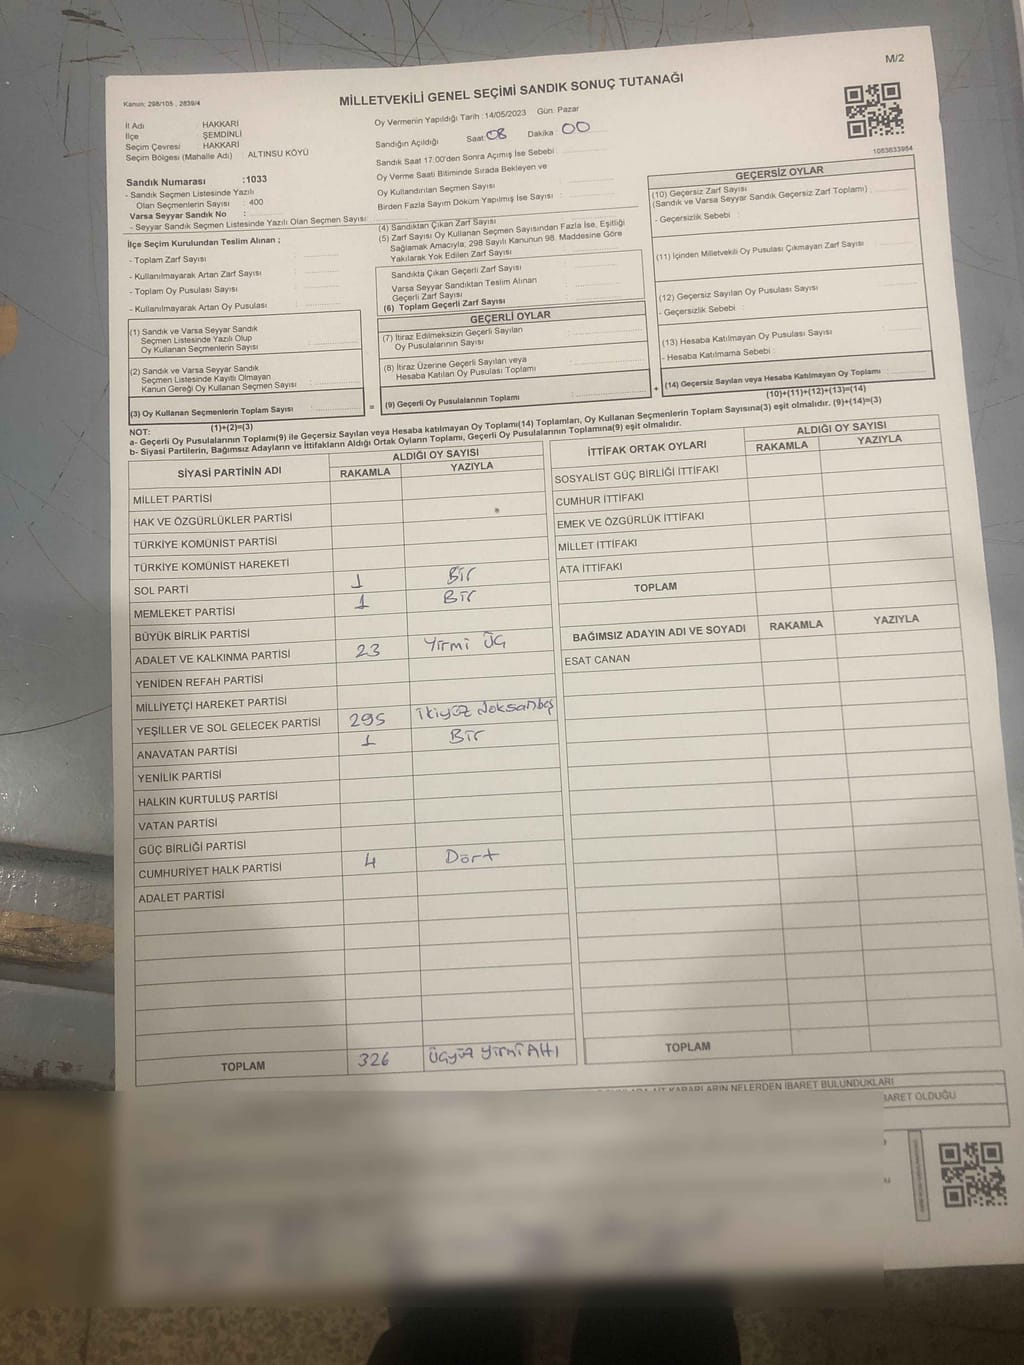 M/2
Kanun: 298/105 , 2839/4
MİLLETVEKİLİ GENEL SEÇİMİ SANDIK SONUÇ TUTANAĞI
İl Adı : HAKKARİ
İlçe : ŞEMDİNLİ
Seçim Çevresi : HAKKARİ
Seçim Bölgesi (Mahalle Adı) : ALTINSU KÖYÜ
Sandık Numarası :1033
- Sandık Seçmen Listesinde Yazılı
Olan Seçmenlerin Sayısı : 400
Varsa Seyyar Sandık No :
- Seyyar Sandık Seçmen Listesinde Yazılı Olan Seçmen Sayısı:
Oy Vermenin Yapıldığı Tarih :14/05/2023 Gün: Pazar
Sandığın Açıldığı Saat: 08 Dakika : 00
Sandık Saat 17:00'den Sonra Açımış İse Sebebi :
Oy Verme Saati Bitiminde Sırada Bekleyen ve
Oy Kullandırılan Seçmen Sayısı :
Birden Fazla Sayım Döküm Yapılmış İse Sayısı :
1083633984
İlçe Seçim Kurulundan Teslim Alınan ;
- Toplam Zarf Sayısı :
- Kullanılmayarak Artan Zarf Sayısı :
- Toplam Oy Pusulası Sayısı :
- Kullanılmayarak Artan Oy Pusulası :
(1) Sandık ve Varsa Seyyar Sandık
Seçmen Listesinde Yazılı Olup
Oy Kullanan Seçmenlerin Sayısı :
(2) Sandık ve Varsa Seyyar Sandık
Seçmen Listesinde Kayıtlı Olmayan
Kanun Gereği Oy Kullanan Seçmen Sayısı :
(3) Oy Kullanan Seçmenlerin Toplam Sayısı :
(1)+(2)=(3)
(4) Sandıktan Çıkan Zarf Sayısı :
(5) Zarf Sayısı Oy Kullanan Seçmen Sayısından Fazla İse, Eşitliği
Sağlamak Amacıyla, 298 Sayılı Kanunun 98. Maddesine Göre
Yakılarak Yok Edilen Zarf Sayısı :
Sandıkta Çıkan Geçerli Zarf Sayısı :
Varsa Seyyar Sandıktan Teslim Alınan
Geçerli Zarf Sayısı :
(6) Toplam Geçerli Zarf Sayısı :
GEÇERLİ OYLAR
(7) İtiraz Edilmeksizin Geçerli Sayılan
Oy Pusulasının Sayısı :
(8) İtiraz Üzerine Geçerli Sayılan veya
Hesaba Katılan Oy Pusulası Toplamı :
= (9) Geçerli Oy Pusulalarının Toplamı :
GEÇERSİZ OYLAR
(10) Geçersiz Zarf Sayısı
(Sandık ve Varsa Seyyar Sandık Geçersiz Zarf Toplamı) :
- Geçersizlik Sebebi :
(11) İçinden Milletvekili Oy Pusulası Çıkmayan Zarf Sayısı :
(12) Geçersiz Sayılan Oy Pusulası Sayısı :
- Geçersizlik Sebebi :
(13) Hesaba Katılmayan Oy Pusulası Sayısı :
- Hesaba Katılmama Sebebi :
+ (14) Geçersiz Sayılan veya Hesaba Katılmayan Oy Toplamı :
(10)+(11)+(12)+(13)=(14)
NOT:
a- Geçerli Oy Pusulalarının Toplamı(9) ile Geçersiz Sayılan veya Hesaba katılmayan Oy Toplamı(14) Toplamları, Oy Kullanan Seçmenlerin Toplam Sayısına(3) eşit olmalıdır. (9)+(14)=(3)
b- Siyasi Partilerin, Bağımsız Adayların ve İttifakların Aldığı Ortak Oyların Toplamı, Geçerli Oy Pusulalarının Toplamına(9) eşit olmalıdır.
SİYASİ PARTİNİN ADI ALDIĞI OY SAYISI
RAKAMLA YAZIYLA
MİLLET PARTİSİ
HAK VE ÖZGÜRLÜKLER PARTİSİ
TÜRKİYE KOMÜNİST PARTİSİ
TÜRKİYE KOMÜNİST HAREKETİ
SOL PARTİ 1 Bir
MEMLEKET PARTİSİ 1 Bir
BÜYÜK BİRLİK PARTİSİ
ADALET VE KALKINMA PARTİSİ 23 Yirmi Üç
YENİDEN REFAH PARTİSİ
MİLLİYETÇİ HAREKET PARTİSİ
YEŞİLLER VE SOL GELECEK PARTİSİ 295 ikiyüz doksanbeş
ANAVATAN PARTİSİ 1 Bir
YENİLİK PARTİSİ
HALKIN KURTULUŞ PARTİSİ
VATAN PARTİSİ
GÜÇ BİRLİĞİ PARTİSİ
CUMHURİYET HALK PARTİSİ 4 Dört
ADALET PARTİSİ
TOPLAM 326 Üçyüz yirmi Altı
İTTİFAK ORTAK OYLARI ALDIĞI OY SAYISI
RAKAMLA YAZIYLA
SOSYALİST GÜÇ BİRLİĞİ İTTİFAKI
CUMHUR İTTİFAKI
EMEK VE ÖZGÜRLÜK İTTİFAKI
MİLLET İTTİFAKI
ATA İTTİFAKI
TOPLAM
BAĞIMSIZ ADAYIN ADI VE SOYADI RAKAMLA YAZIYLA
ESAT CANAN
TOPLAM
KARARLARIN NELERDEN İBARET BULUNDUKLARI
İBARET OLDUĞU